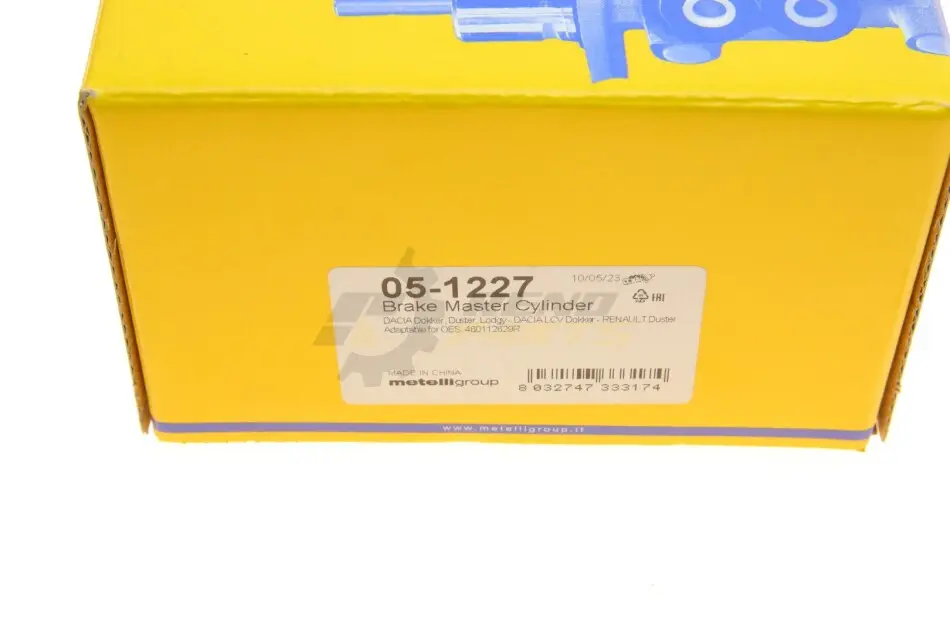 05-1227
10/05/23
Brake Master Cylinder
EAC
DACIA Dokker, Duster, Lodgy - DACIA LCV Dokker - RENAULT Duster
Adaptable for OES: 460112629R
MADE IN CHINA
metelligroup
8 032747 333174
www.metelligroup.it